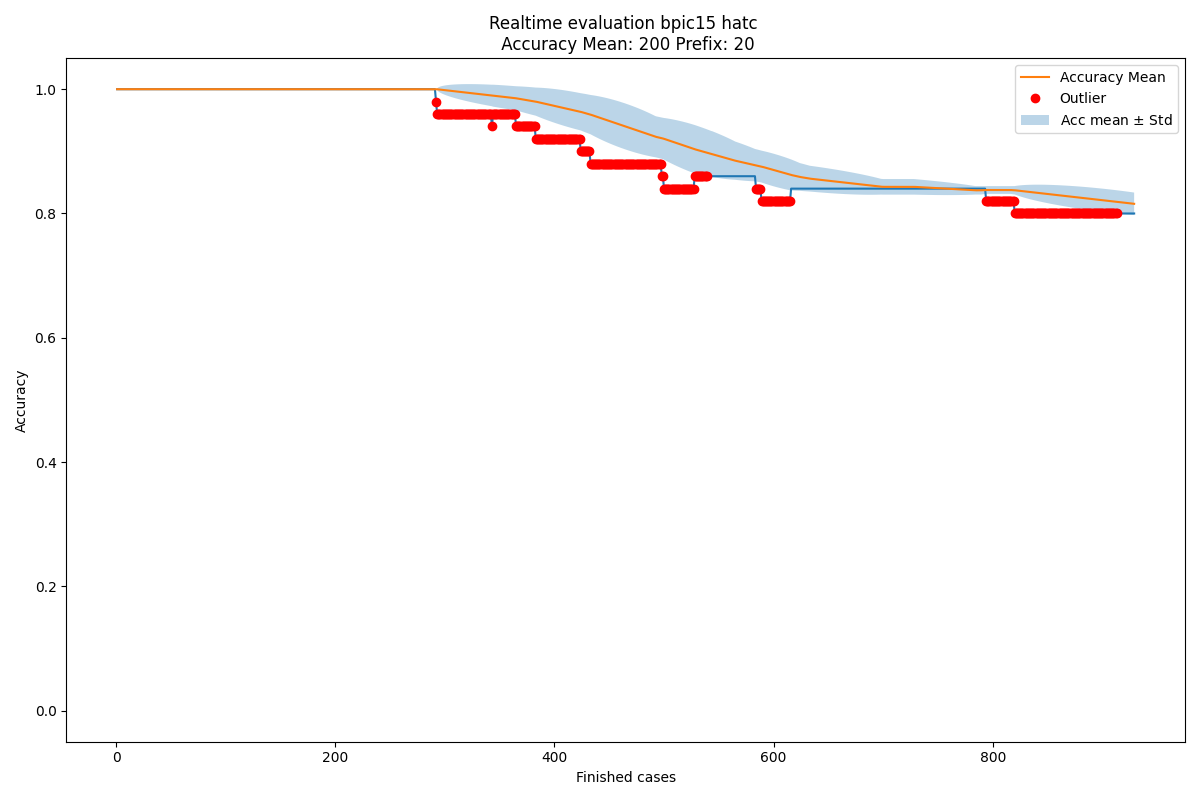 Realtime evaluation bpic15 hatc
Accuracy Mean: 200 Prefix: 20
Accuracy Mean
Outlier
Acc mean ± Std
1.0
0.8
0.6
0.4
0.2
0.0
Accuracy
0
200
400
600
800
Finished cases